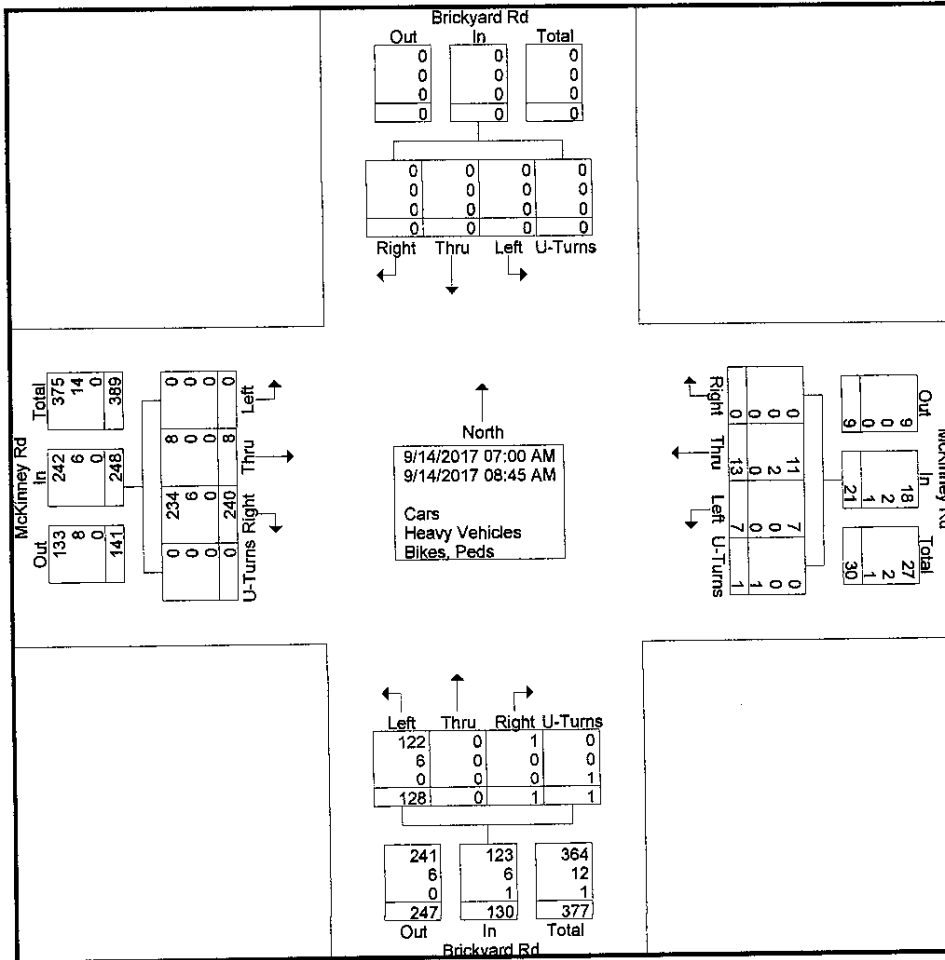 Brickyard Rd
Out In Total
0 0 0
0 0 0
0 0 0
0 0 0
0 0 0 0
0 0 0 0
0 0 0 0
0 0 0 0
Right Thru Left U-Turns
McKinney Rd
Total In Out
375 242 133
14 6 8
0 0 0
389 248 141
Left Thru Right U-Turns
0 8 234 0
0 0 6 0
0 0 0 0
0 8 240 0
North
9/14/2017 07:00 AM
9/14/2017 08:45 AM
Cars
Heavy Vehicles
Bikes, Peds
Right Thru Left U-Turns
0 11 7 0
0 2 0 0
0 0 0 1
0 13 7 1
Out In Total
9 18 27
0 2 2
0 1 1
9 21 30
McKinney Rd
Left Thru Right U-Turns
122 0 1 0
6 0 0 0
0 0 0 1
128 0 1 1
241 123 364
6 6 12
0 1 1
247 130 377
Out In Total
Brickyard Rd